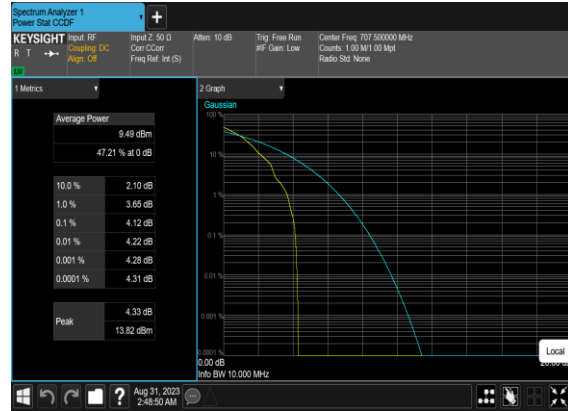 Spectrum Analyzer 1
Power Stat CCDF
KEYSIGHT
R T
LXI
Input: RF
Coupling: DC
Align: Off
Input Z: 50 Ω
Corr CCorr
Freq Ref: Int (S)
Atten: 10 dB
Trig: Free Run
#IF Gain: Low
Center Freq: 707.500000 MHz
Counts: 1.00 M/1.00 Mpt
Radio Std: None
1 Metrics
Average Power
9.49 dBm
47.21 % at 0 dB
10.0 % 2.10 dB
1.0 % 3.65 dB
0.1 % 4.12 dB
0.01 % 4.22 dB
0.001 % 4.28 dB
0.0001 % 4.31 dB
Peak
4.33 dB
13.82 dBm
2 Graph
Gaussian
100 %
10 %
1 %
0.1 %
0.01 %
0.001 %
0.0001 %
0.00 dB
Info BW 10.000 MHz
Local
?
Aug 31, 2023
2:48:50 AM